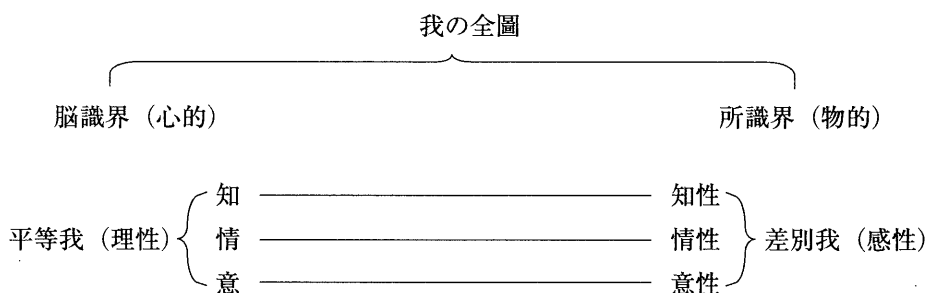 我の全圖
脳識界（心的） 所識界（物的）
知 知性
平等我（理性） 情 情性 差別我（感性）
意 意性